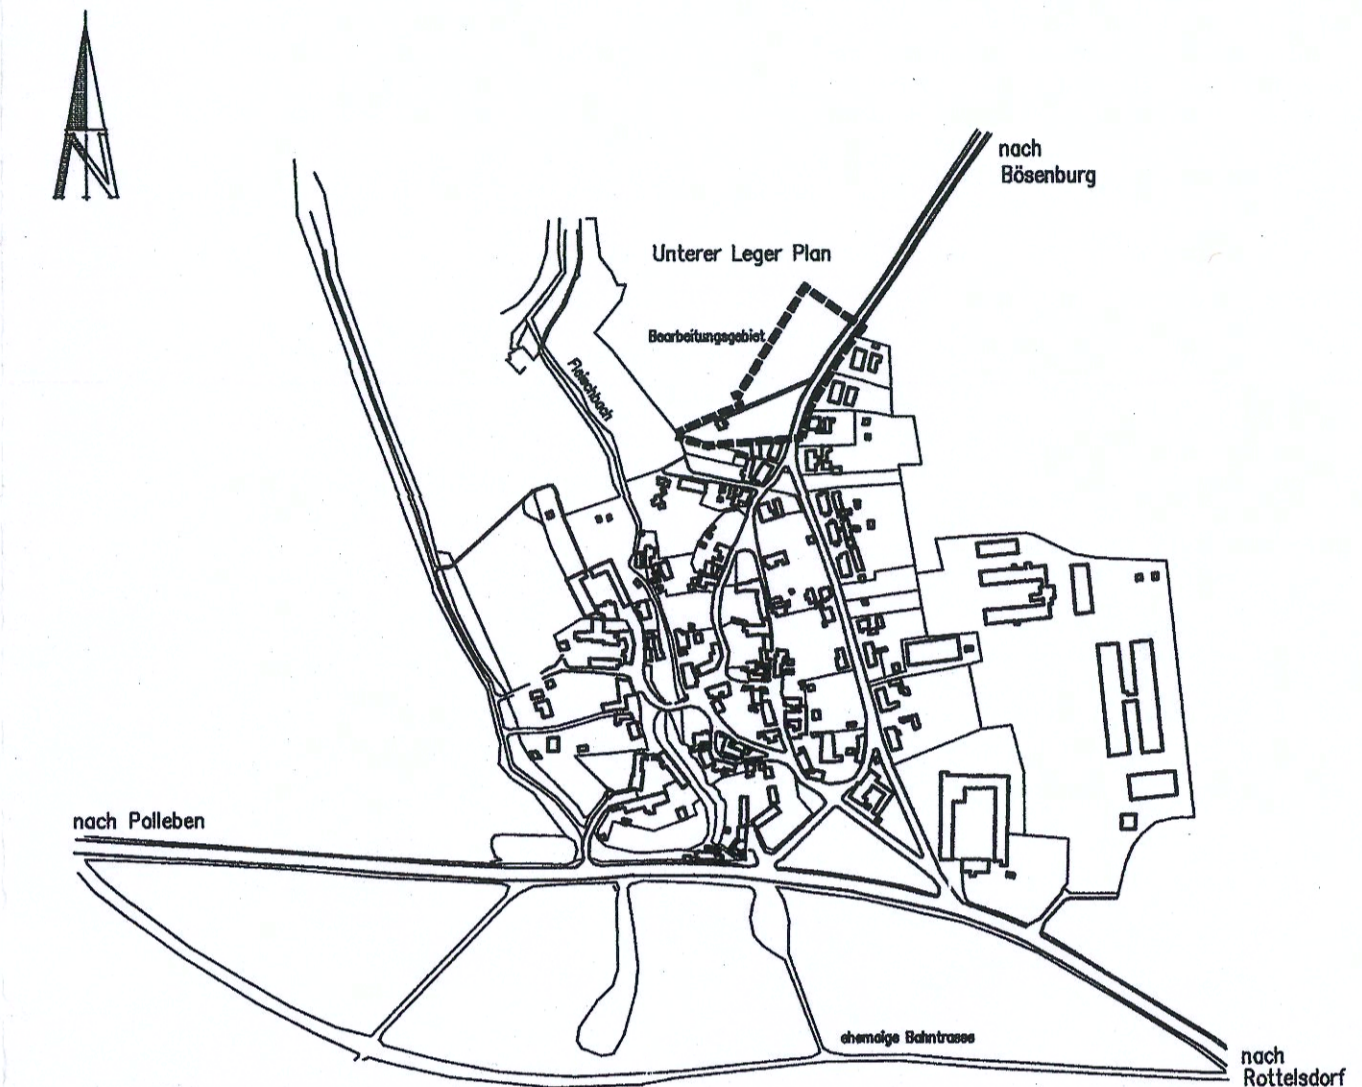 N
nach
Bösenburg
Unterer Leger Plan
Bearbeitungsgebiet
Fleischbach
nach Polleben
ehemalige Bahntrasse
nach
Rottelsdorf